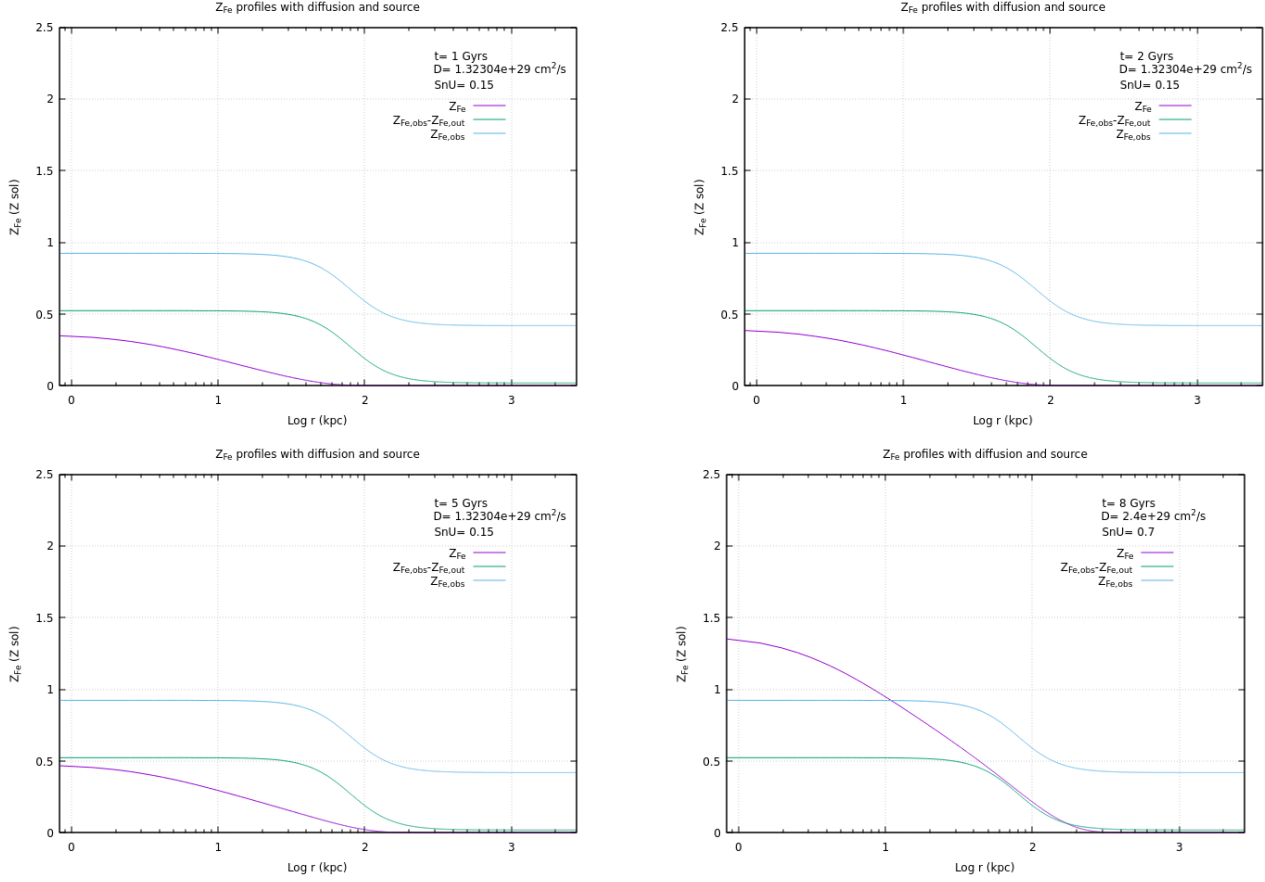 Z_Fe profiles with diffusion and source
2.5
2
1.5
1
0.5
0
Z_Fe (Z sol)
t= 1 Gyrs
D= 1.32304e+29 cm²/s
SnU= 0.15
Z_Fe
Z_Fe,obs-Z_Fe,out
Z_Fe,obs
0 1 2 3
Log r (kpc)
Z_Fe profiles with diffusion and source
2.5
2
1.5
1
0.5
0
Z_Fe (Z sol)
t= 2 Gyrs
D= 1.32304e+29 cm²/s
SnU= 0.15
Z_Fe
Z_Fe,obs-Z_Fe,out
Z_Fe,obs
0 1 2 3
Log r (kpc)
Z_Fe profiles with diffusion and source
2.5
2
1.5
1
0.5
0
Z_Fe (Z sol)
t= 5 Gyrs
D= 1.32304e+29 cm²/s
SnU= 0.15
Z_Fe
Z_Fe,obs-Z_Fe,out
Z_Fe,obs
0 1 2 3
Log r (kpc)
Z_Fe profiles with diffusion and source
2.5
2
1.5
1
0.5
0
Z_Fe (Z sol)
t= 8 Gyrs
D= 2.4e+29 cm²/s
SnU= 0.7
Z_Fe
Z_Fe,obs-Z_Fe,out
Z_Fe,obs
0 1 2 3
Log r (kpc)